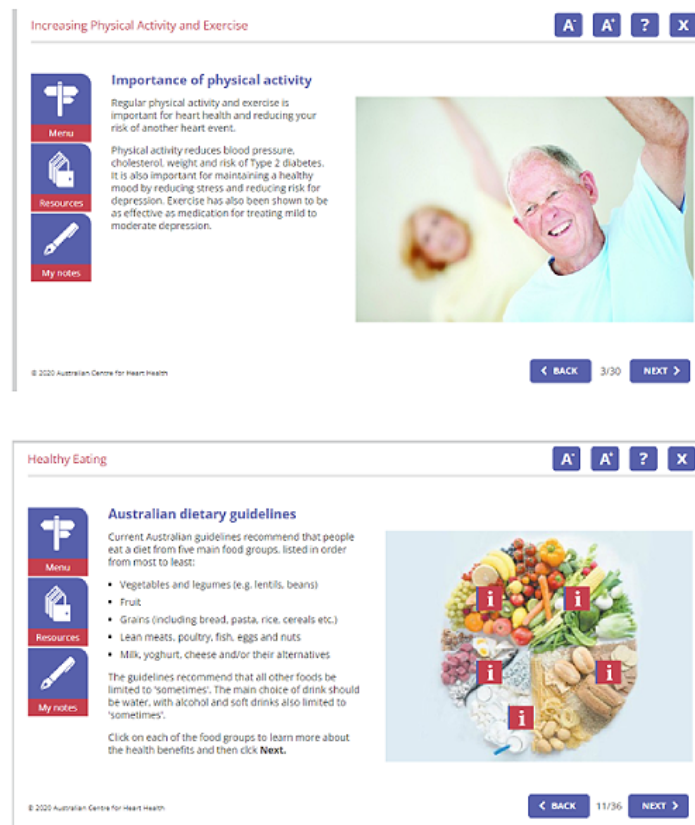 Increasing Physical Activity and Exercise
A-
A+
?
X
Menu
Resources
My notes
Importance of physical activity
Regular physical activity and exercise is
important for heart health and reducing your
risk of another heart event.
Physical activity reduces blood pressure,
cholesterol, weight and risk of Type 2 diabetes.
It is also important for maintaining a healthy
mood by reducing stress and reducing risk for
depression. Exercise has also been shown to be
as effective as medication for treating mild to
moderate depression.
© 2020 Australian Centre for Heart Health
< BACK
3/30
NEXT >
Healthy Eating
A-
A+
?
X
Menu
Resources
My notes
Australian dietary guidelines
Current Australian guidelines recommend that people
eat a diet from five main food groups, listed in order
from most to least:
▪ Vegetables and legumes (e.g. lentils, beans)
▪ Fruit
▪ Grains (including bread, pasta, rice, cereals etc.)
▪ Lean meats, poultry, fish, eggs and nuts
▪ Milk, yoghurt, cheese and/or their alternatives
The guidelines recommend that all other foods be
limited to 'sometimes'. The main choice of drink should
be water, with alcohol and soft drinks also limited to
'sometimes'.
Click on each of the food groups to learn more about
the health benefits and then clck Next.
i
i
i
i
i
© 2020 Australian Centre for Heart Health
< BACK
11/36
NEXT >